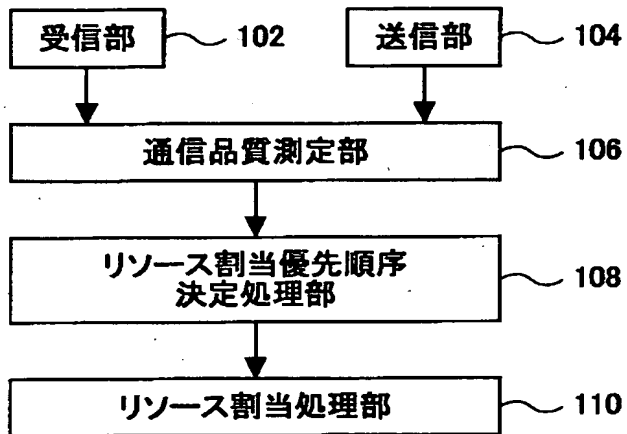 受信部 102 送信部 104
通信品質測定部 106
リソース割当優先順序
決定処理部 108
リソース割当処理部 110